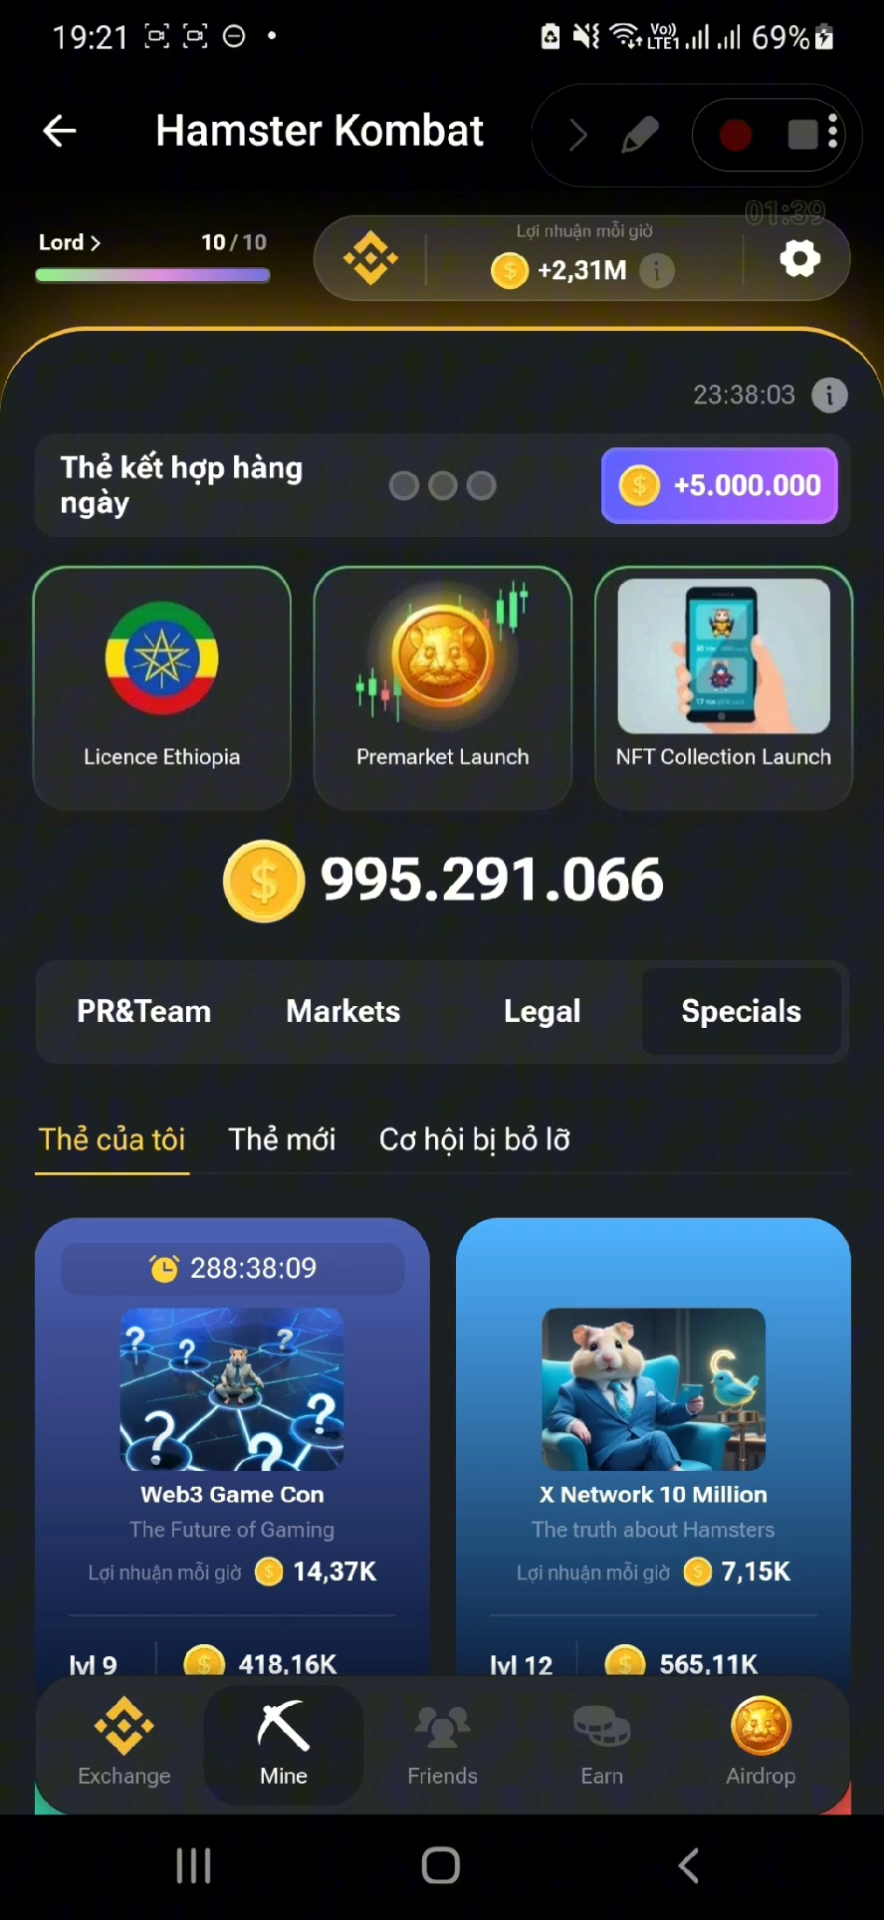 19:21
Vo)) LTE1 69%
Hamster Kombat
01:39
Lord >
10/10
Lợi nhuận mỗi giờ
+2,31M
23:38:03
Thẻ kết hợp hàng
ngày
+5.000.000
Licence Ethiopia
Premarket Launch
NFT Collection Launch
995.291.066
PR&Team
Markets
Legal
Specials
Thẻ của tôi
Thẻ mới
Cơ hội bị bỏ lỡ
288:38:09
Web3 Game Con
The Future of Gaming
Lợi nhuận mỗi giờ 14,37K
lvl 9
418,16K
X Network 10 Million
The truth about Hamsters
Lợi nhuận mỗi giờ 7,15K
lvl 12
565,11K
Exchange
Mine
Friends
Earn
Airdrop